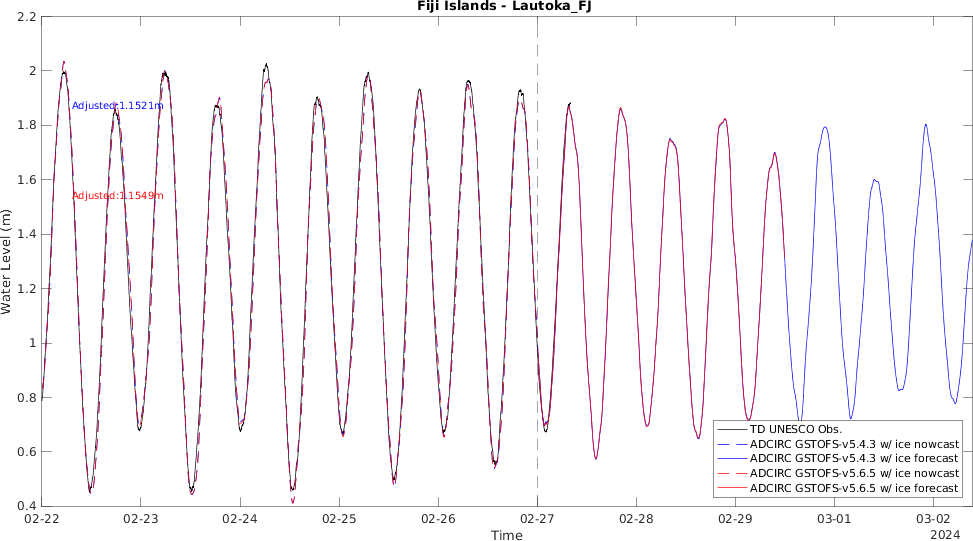 Fiji Islands - Lautoka_FJ
2.2
2
1.8
1.6
1.4
1.2
1
0.8
0.6
0.4
Water Level (m)
Adjusted:1.1521m
Adjusted:1.1549m
TD UNESCO Obs.
ADCIRC GSTOFS-v5.4.3 w/ ice nowcast
ADCIRC GSTOFS-v5.4.3 w/ ice forecast
ADCIRC GSTOFS-v5.6.5 w/ ice nowcast
ADCIRC GSTOFS-v5.6.5 w/ ice forecast
02-22 02-23 02-24 02-25 02-26 02-27 02-28 02-29 03-01 03-02
2024
Time